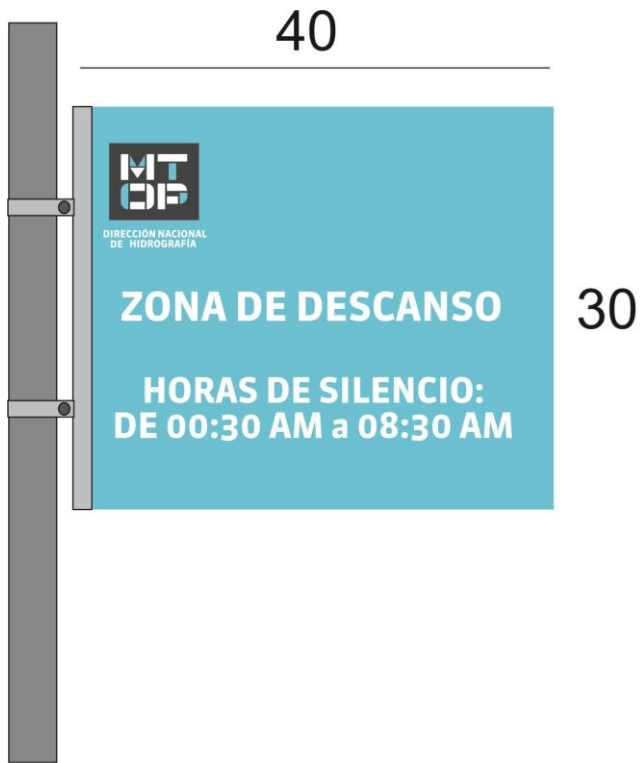 40
MT
OP
DIRECCIÓN NACIONAL
DE HIDROGRAFÍA
ZONA DE DESCANSO
30
HORAS DE SILENCIO:
DE 00:30 AM a 08:30 AM